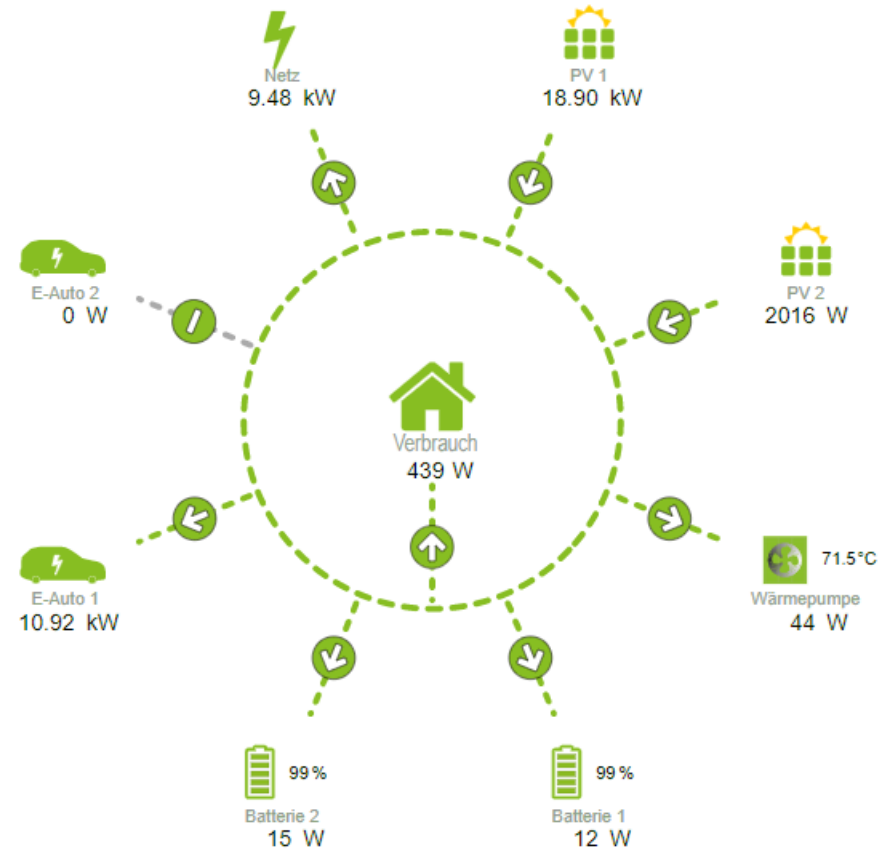 Netz
9.48 kW
PV 1
18.90 kW
E-Auto 2
0 W
PV 2
2016 W
Verbrauch
439 W
E-Auto 1
10.92 kW
71.5°C
Wärmepumpe
44 W
99 %
Batterie 2
15 W
99 %
Batterie 1
12 W